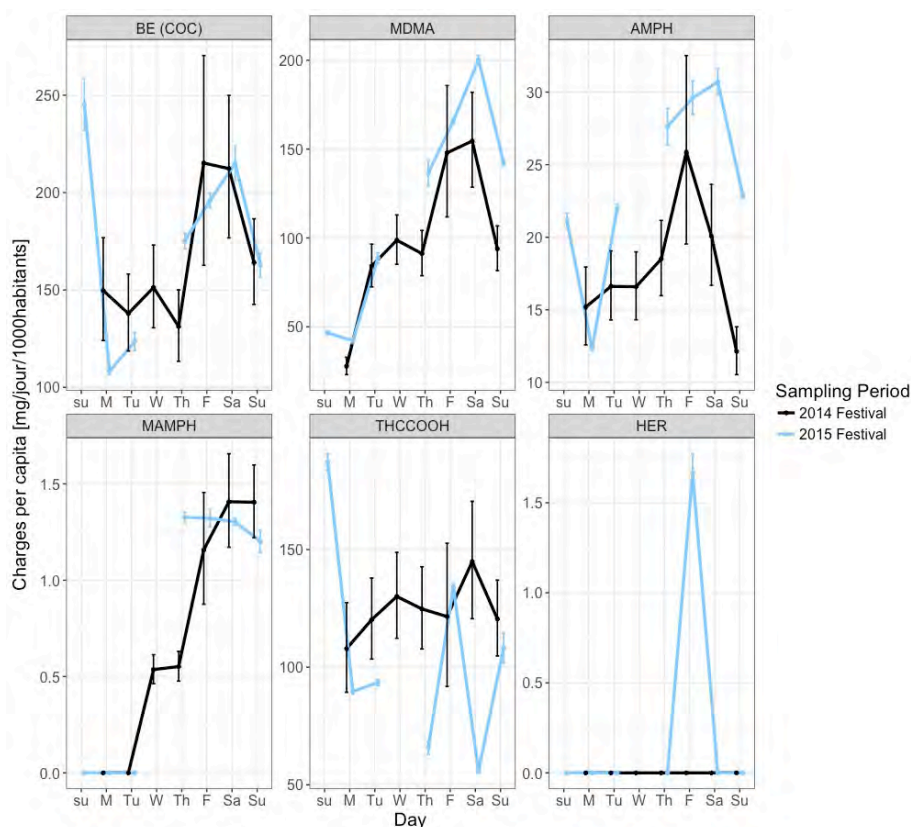 BE (COC) MDMA AMPH
250
200
150
100
su M Tu W Th F Sa Su
200
150
100
50
su M Tu W Th F Sa Su
30
25
20
15
10
su M Tu W Th F Sa Su
MAMPH THCCOOH HER
1.5
1.0
0.5
0.0
su M Tu W Th F Sa Su
150
100
50
su M Tu W Th F Sa Su
1.5
1.0
0.5
0.0
su M Tu W Th F Sa Su
Charges per capita [mg/jour/1000habitants]
Day
Sampling Period
2014 Festival
2015 Festival